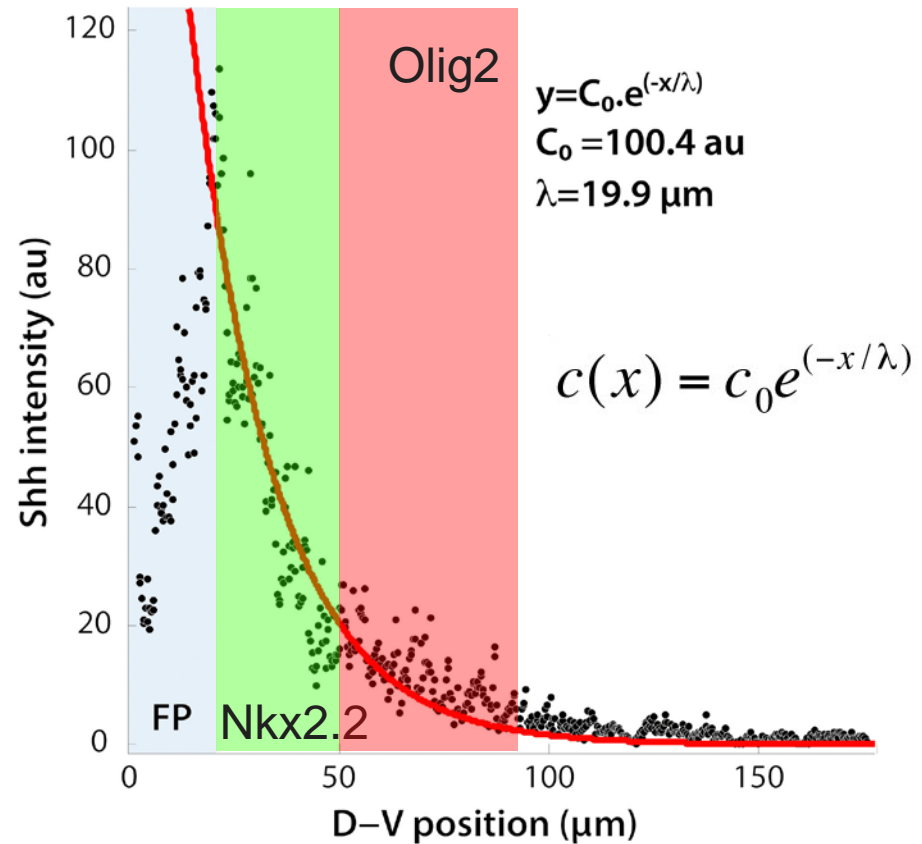 120
100
80
60
40
20
0
Shh intensity (au)
Olig2
y=C₀.e^(-x/λ)
C₀ =100.4 au
λ=19.9 μm
c(x) = c₀e^(-x/λ)
FP
Nkx2.2
0 50 100 150
D–V position (μm)